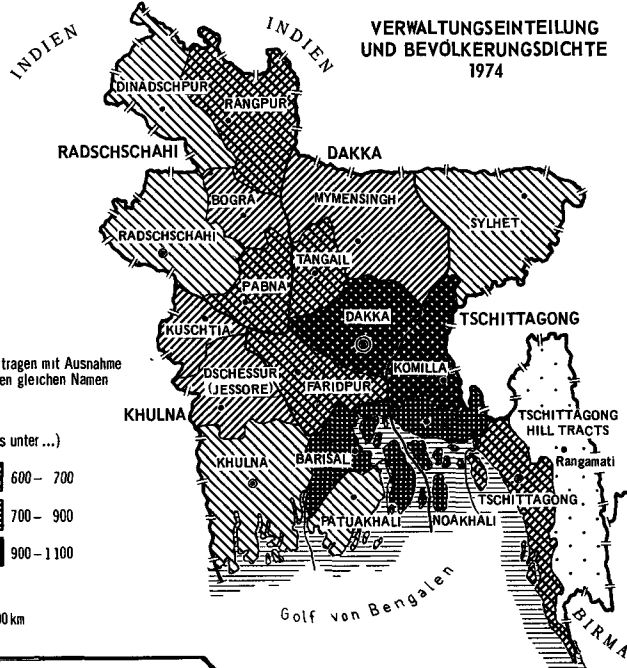 VERWALTUNGSEINTEILUNG
UND BEVÖLKERUNGSDICHTE
1974
INDIEN
INDIEN
DINADSCHPUR
RANGPUR
RADSCHSCHAHI
DAKKA
BOGRA
MYMENSINGH
SYLHET
RADSCHSCHAHI
TANGAIL
PABNA
DAKKA
TSCHITTAGONG
KUSCHTIA
tragen mit Ausnahme
en gleichen Namen
DSCHESSUR
(JESSORE)
FARIDPUR
KOMILLA
KHULNA
TSCHITTAGONG
HILL TRACTS
s unter ...)
KHULNA
BARISAL
Rangamati
600 - 700
TSCHITTAGONG
700 - 900
PATUAKHALI
NOAKHALI
900 - 1100
Golf von Bengalen
00 km
BIRMA